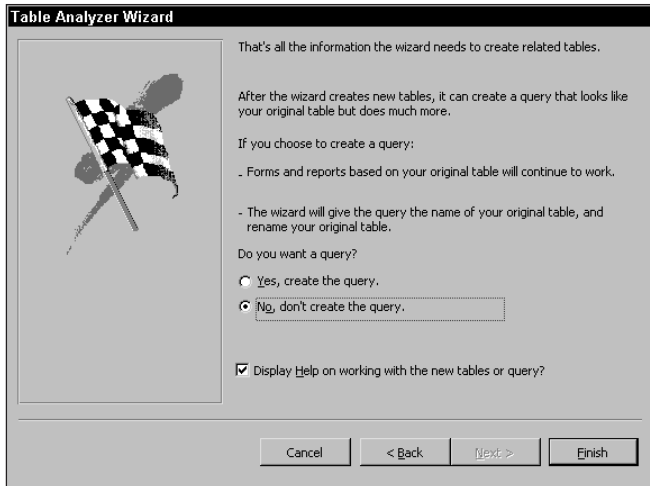 Table Analyzer Wizard
That's all the information the wizard needs to create related tables.
After the wizard creates new tables, it can create a query that looks like
your original table but does much more.
If you choose to create a query:
- Forms and reports based on your original table will continue to work.
- The wizard will give the query the name of your original table, and
rename your original table.
Do you want a query?
Yes, create the query.
No, don't create the query.
Display Help on working with the new tables or query?
Cancel < Back Next > Finish